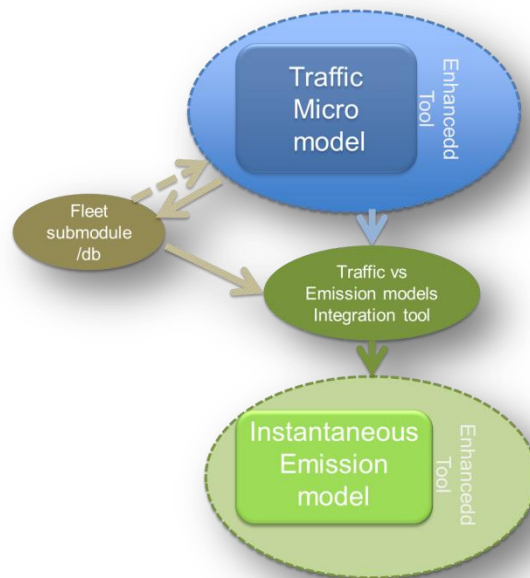 Traffic
Micro
model
Enhancedd
Tool
Fleet
submodule
/db
Traffic vs
Emission models
Integration tool
Instantaneous
Emission
model
Enhancedd
Tool